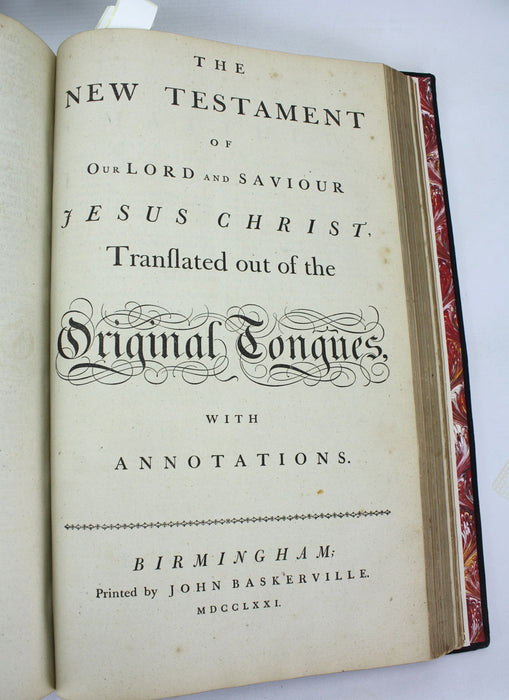 THE
NEW TESTAMENT
OF
OUR LORD AND SAVIOUR
JESUS CHRIST,
Tranſlated out of the
Original Tongues,
WITH
ANNOTATIONS.
BIRMINGHAM:
Printed by JOHN BASKERVILLE.
MDCCLXXI.